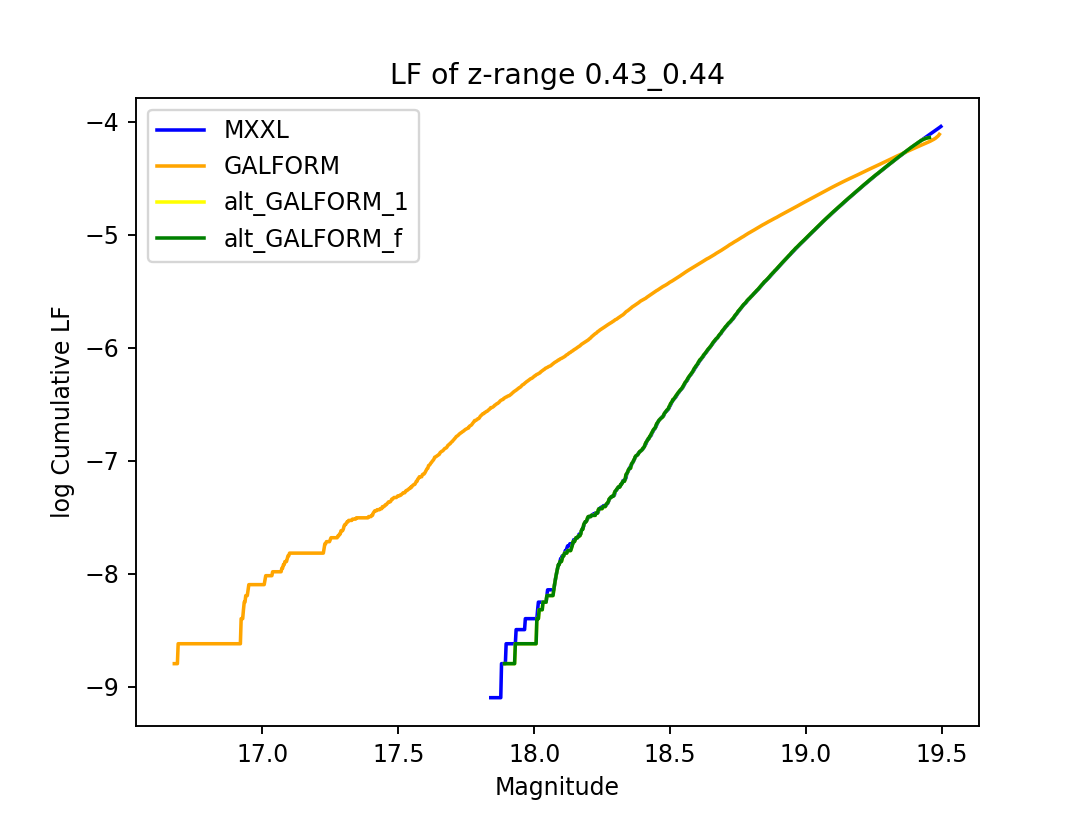 LF of z-range 0.43_0.44
MXXL
GALFORM
alt_GALFORM_1
alt_GALFORM_f
log Cumulative LF
−4
−5
−6
−7
−8
−9
17.0 17.5 18.0 18.5 19.0 19.5
Magnitude